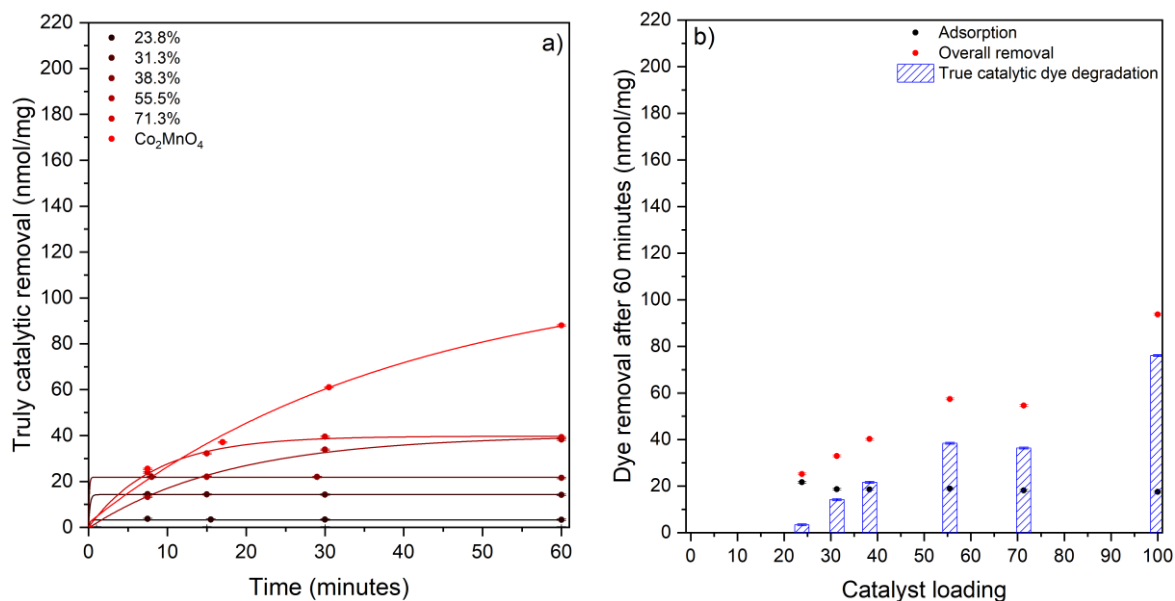 a)
23.8%
31.3%
38.3%
55.5%
71.3%
Co₂MnO₄
Truly catalytic removal (nmol/mg)
220
200
180
160
140
120
100
80
60
40
20
0
0 10 20 30 40 50 60
Time (minutes)
b)
Adsorption
Overall removal
True catalytic dye degradation
Dye removal after 60 minutes (nmol/mg)
220
200
180
160
140
120
100
80
60
40
20
0
0 10 20 30 40 50 60 70 80 90 100
Catalyst loading